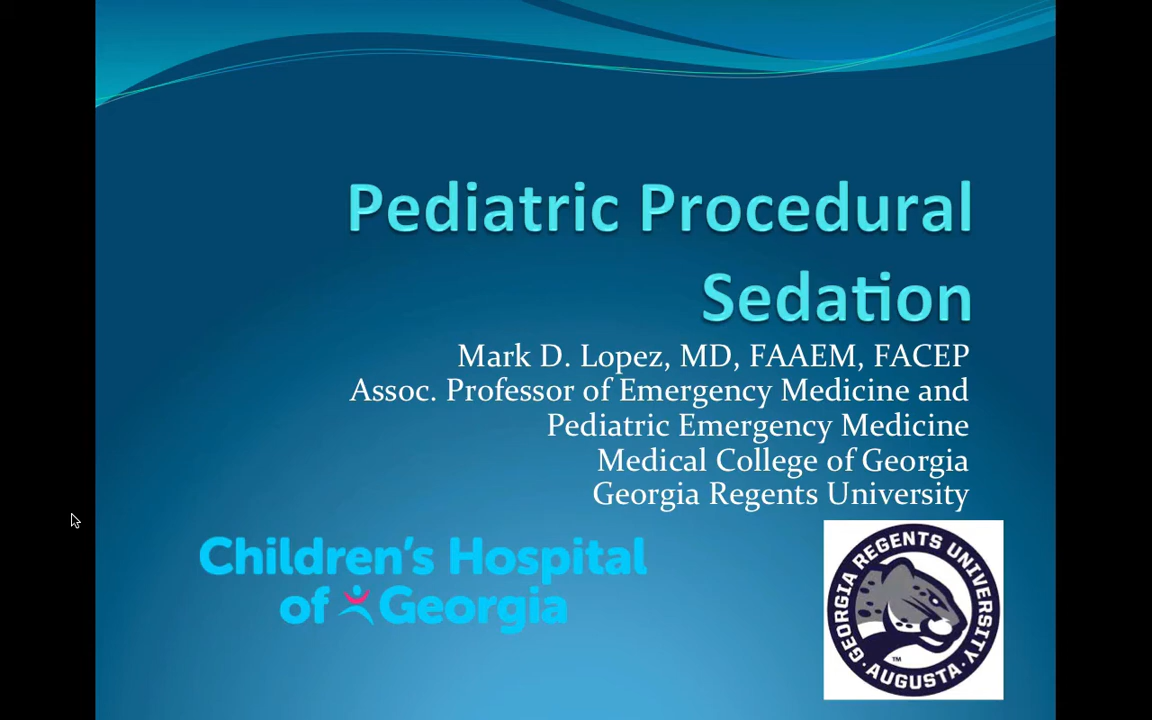 Pediatric Procedural
Sedation
Mark D. Lopez, MD, FAAEM, FACEP
Assoc. Professor of Emergency Medicine and
Pediatric Emergency Medicine
Medical College of Georgia
Georgia Regents University
Children's Hospital
of Georgia
GEORGIA REGENTS UNIVERSITY
· AUGUSTA ·
TM